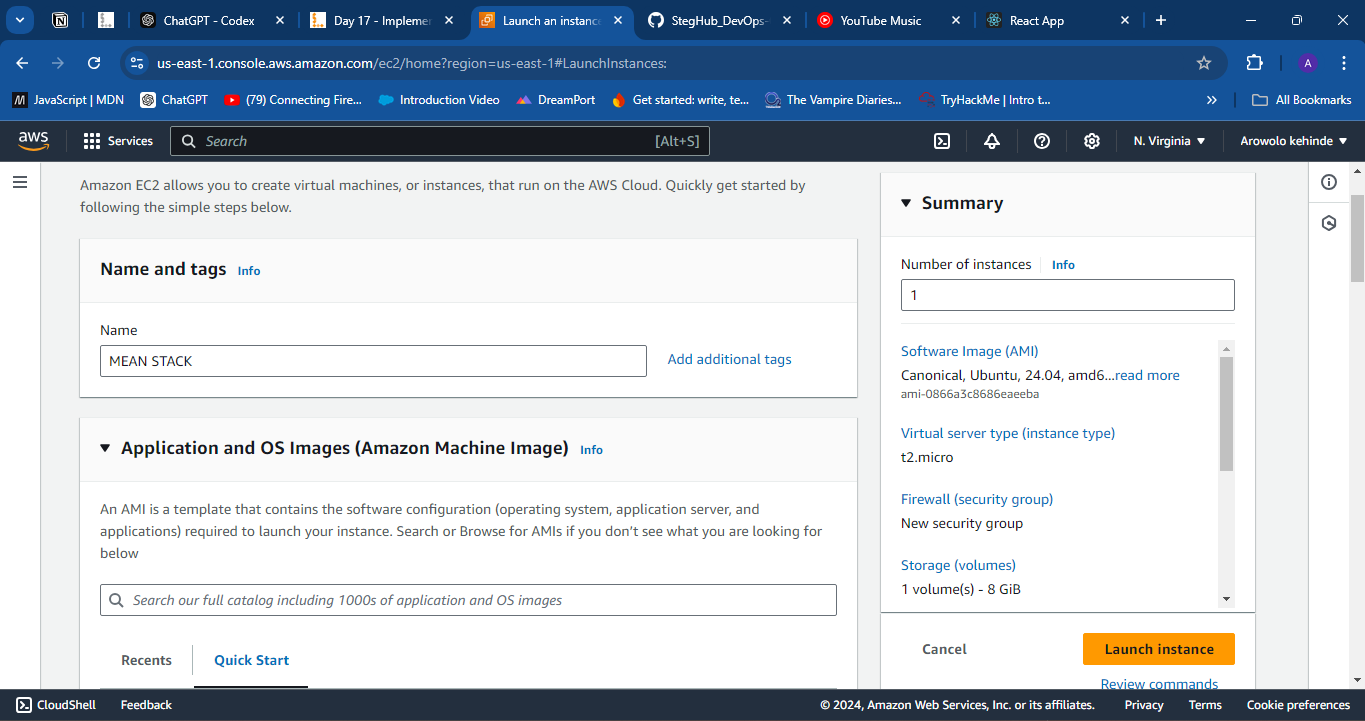 ChatGPT - Codex
Day 17 - Implemen
Launch an instance
StegHub_DevOps-
YouTube Music
React App
us-east-1.console.aws.amazon.com/ec2/home?region=us-east-1#LaunchInstances:
A
JavaScript | MDN
ChatGPT
(79) Connecting Fire...
Introduction Video
DreamPort
Get started: write, te...
The Vampire Diaries...
TryHackMe | Intro t...
All Bookmarks
aws
Services
Search
[Alt+S]
N. Virginia
Arowolo kehinde
Amazon EC2 allows you to create virtual machines, or instances, that run on the AWS Cloud. Quickly get started by
following the simple steps below.
Name and tags Info
Name
MEAN STACK
Add additional tags
Application and OS Images (Amazon Machine Image) Info
An AMI is a template that contains the software configuration (operating system, application server, and
applications) required to launch your instance. Search or Browse for AMIs if you don't see what you are looking for
below
Search our full catalog including 1000s of application and OS images
Recents
Quick Start
Summary
Number of instances Info
1
Software Image (AMI)
Canonical, Ubuntu, 24.04, amd6...read more
ami-0866a3c8686eaeeba
Virtual server type (instance type)
t2.micro
Firewall (security group)
New security group
Storage (volumes)
1 volume(s) - 8 GiB
Cancel
Launch instance
Review commands
CloudShell
Feedback
© 2024, Amazon Web Services, Inc. or its affiliates.
Privacy
Terms
Cookie preferences